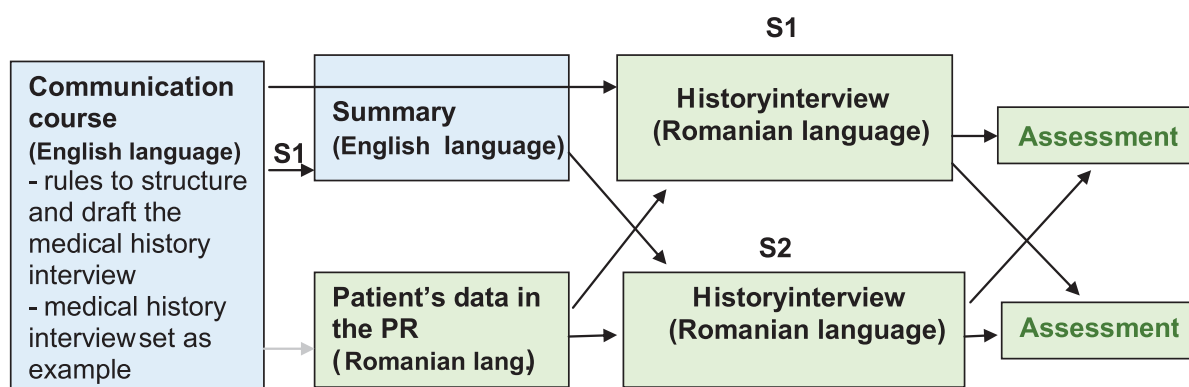 Communication
course
(English language)
- rules to structure
and draft the
medical history
interview
- medical history
interview set as
example
S1
Summary
(English language)
Patient's data in
the PR
(Romanian lang.)
S1
Historyinterview
(Romanian language)
S2
Historyinterview
(Romanian language)
Assessment
Assessment